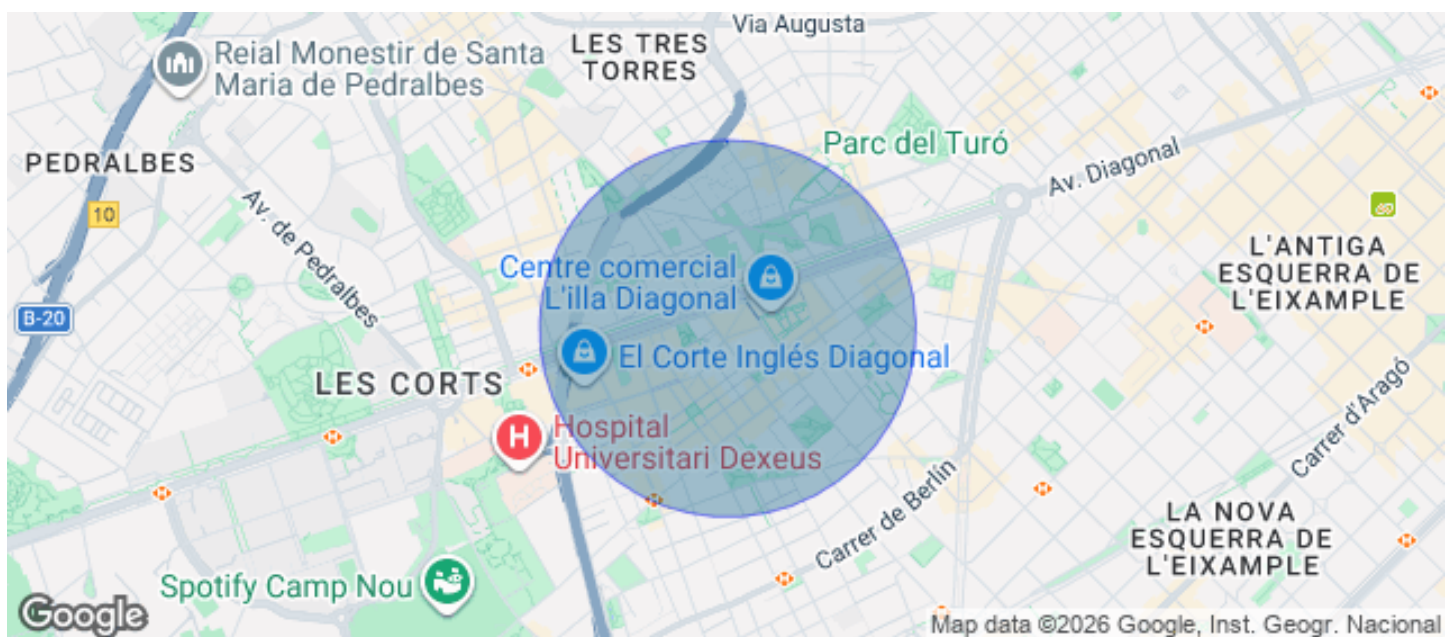 Via Augusta
Reial Monestir de Santa
Maria de Pedralbes
LES TRES
TORRES
Parc del Turó
PEDRALBES
Av. Diagonal
10
Av. de Pedralbes
L'ANTIGA
ESQUERRA DE
L'EIXAMPLE
Centre comercial
L'illa Diagonal
B-20
El Corte Inglés Diagonal
LES CORTS
Carrer d'Aragó
H
Hospital
Universitari Dexeus
Carrer de Berlín
LA NOVA
ESQUERRA DE
L'EIXAMPLE
Spotify Camp Nou
Google
Map data ©2026 Google, Inst. Geogr. Nacional